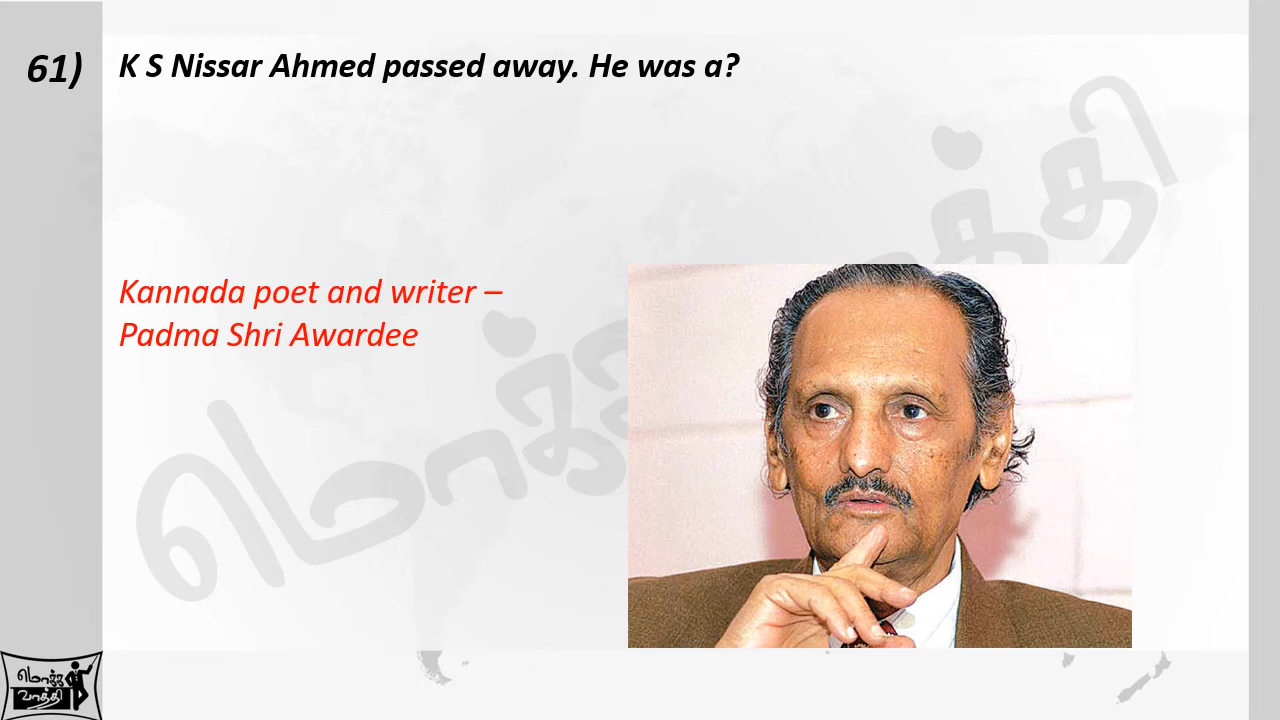 61)
K S Nissar Ahmed passed away. He was a?
Kannada poet and writer –
Padma Shri Awardee
மொக்க
வாத்தி